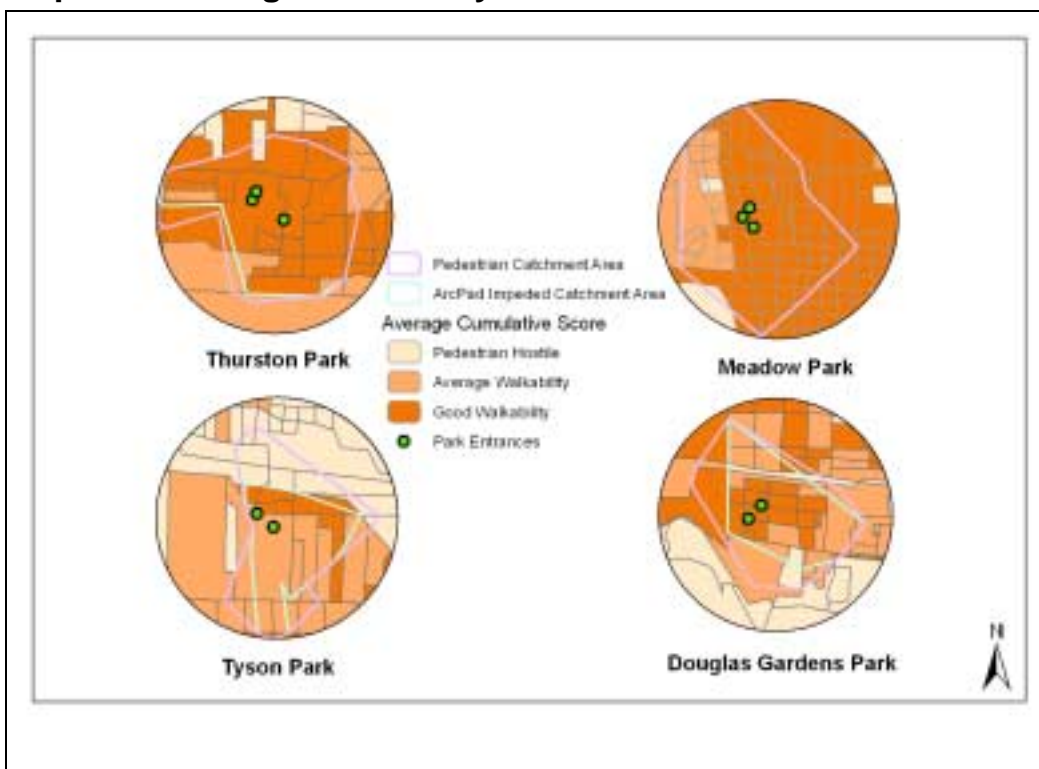 Pedestrian Catchment Area
ArcPad Impeded Catchment Area
Average Cumulative Score
Pedestrian Hostile
Average Walkability
Good Walkability
Park Entrances
Thurston Park
Meadow Park
Tyson Park
Douglas Gardens Park
N